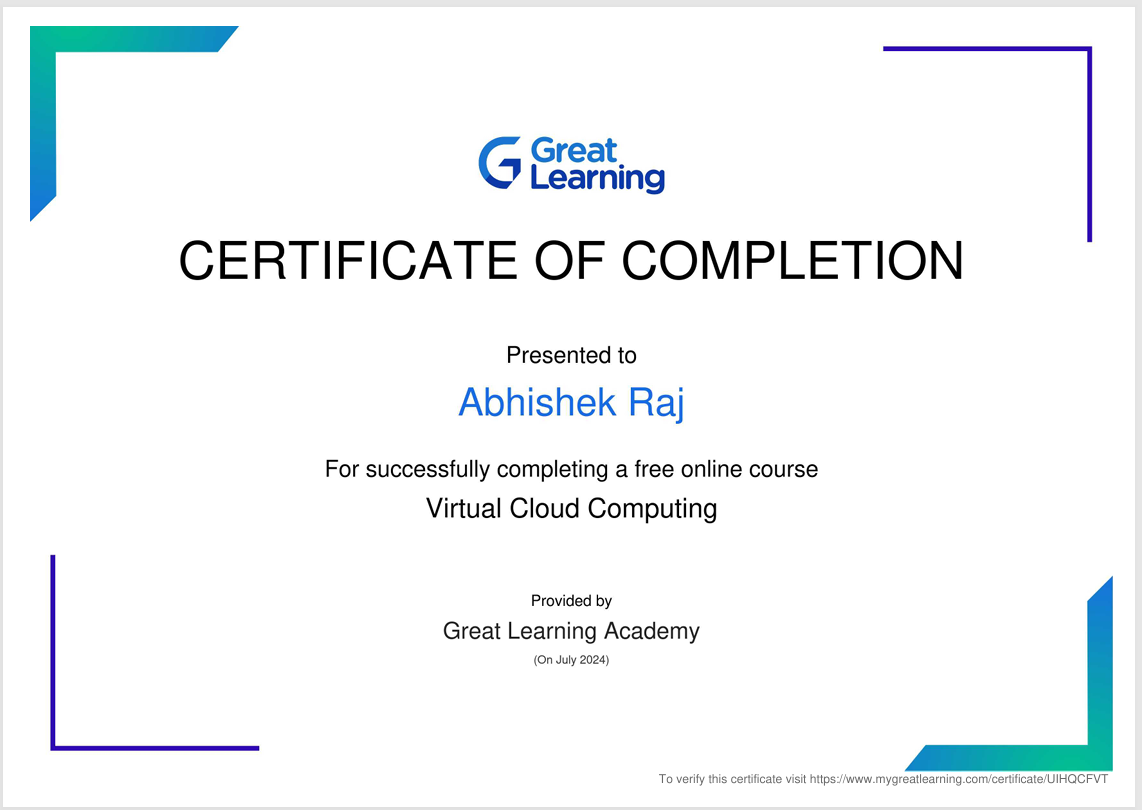 Great
Learning
CERTIFICATE OF COMPLETION
Presented to
Abhishek Raj
For successfully completing a free online course
Virtual Cloud Computing
Provided by
Great Learning Academy
(On July 2024)
To verify this certificate visit https://www.mygreatlearning.com/certificate/UIHQCFVT